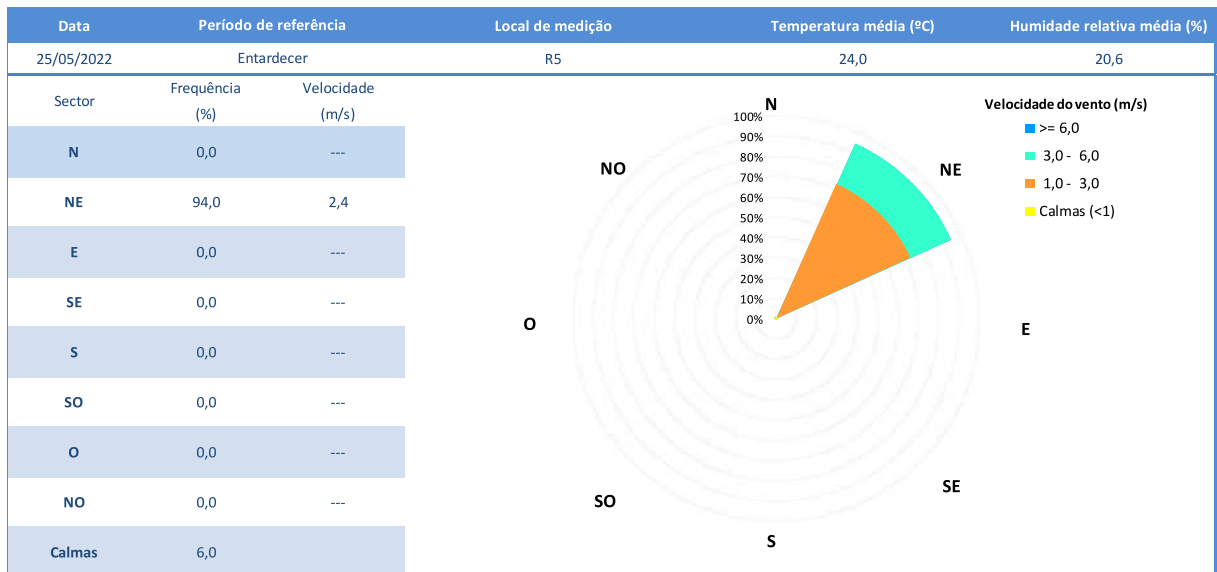 Data Período de referência Local de medição Temperatura média (ºC) Humidade relativa média (%)
25/05/2022 Entardecer R5 24,0 20,6
Sector Frequência (%) Velocidade (m/s)
N 0,0 ---
NE 94,0 2,4
E 0,0 ---
SE 0,0 ---
S 0,0 ---
SO 0,0 ---
O 0,0 ---
NO 0,0 ---
Calmas 6,0
N
NE
E
SE
S
SO
O
NO
100%
90%
80%
70%
60%
50%
40%
30%
20%
10%
0%
Velocidade do vento (m/s)
>= 6,0
3,0 - 6,0
1,0 - 3,0
Calmas (<1)